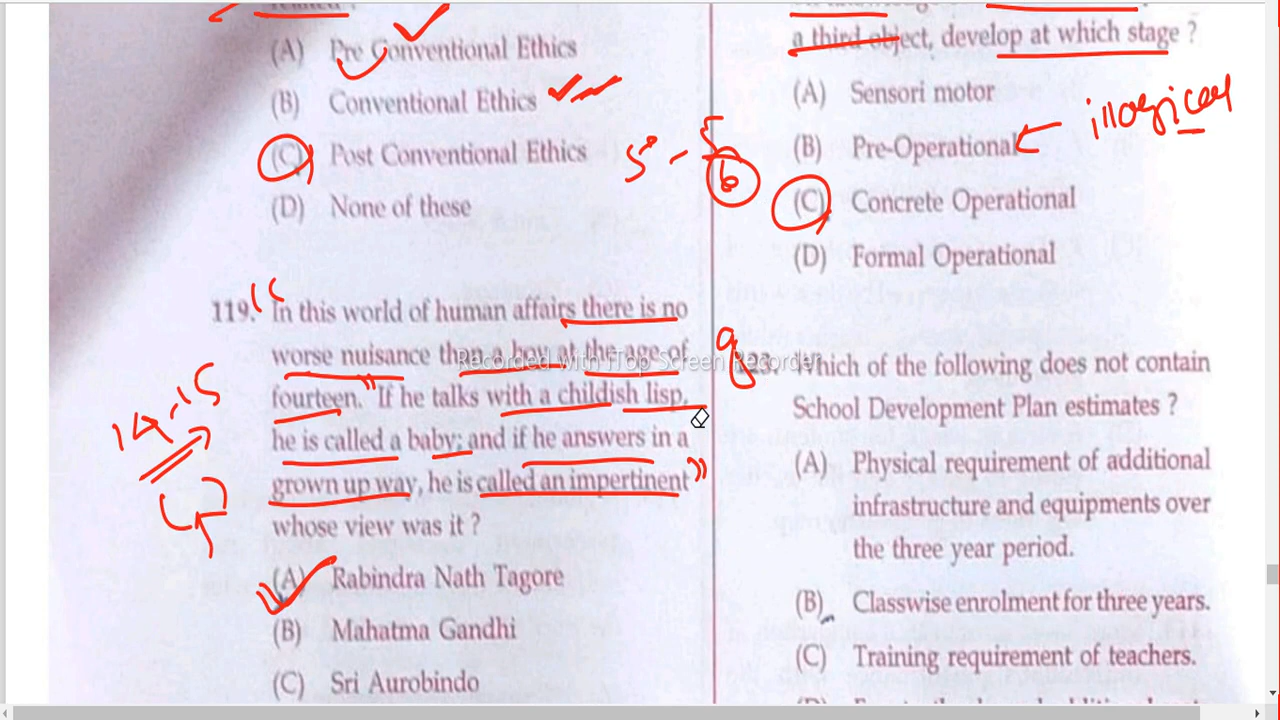 (A) Pre Conventional Ethics
(B) Conventional Ethics
(C) Post Conventional Ethics
(D) None of these
5 - 5
6
119. In this world of human affairs there is no
worse nuisance than a boy at the age of
fourteen. "If he talks with a childish lisp,
he is called a baby; and if he answers in a
grown up way, he is called an impertinent"
whose view was it ?
14-15
(A) Rabindra Nath Tagore
(B) Mahatma Gandhi
(C) Sri Aurobindo
a third object, develop at which stage ?
(A) Sensori motor
(B) Pre-Operational
illogical
(C) Concrete Operational
(D) Formal Operational
Which of the following does not contain
School Development Plan estimates ?
(A) Physical requirement of additional
infrastructure and equipments over
the three year period.
(B) Classwise enrolment for three years.
(C) Training requirement of teachers.
Recorded with iTop Screen Recorder